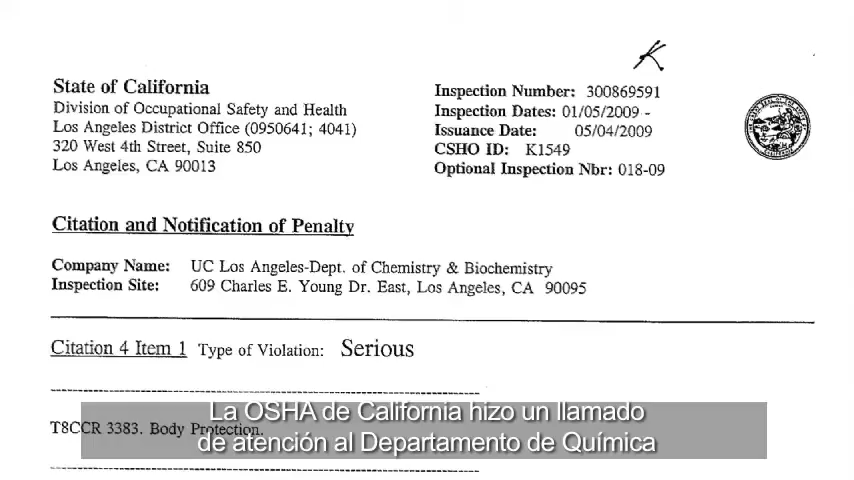 K
State of California
Division of Occupational Safety and Health
Los Angeles District Office (0950641; 4041)
320 West 4th Street, Suite 850
Los Angeles, CA 90013
Inspection Number: 300869591
Inspection Dates: 01/05/2009 -
Issuance Date: 05/04/2009
CSHO ID: K1549
Optional Inspection Nbr: 018-09
Citation and Notification of Penalty
Company Name: UC Los Angeles-Dept. of Chemistry & Biochemistry
Inspection Site: 609 Charles E. Young Dr. East, Los Angeles, CA 90095
Citation 4 Item 1 Type of Violation: Serious
T8CCR 3383. Body Protection.
La OSHA de California hizo un llamado
de atención al Departamento de Química